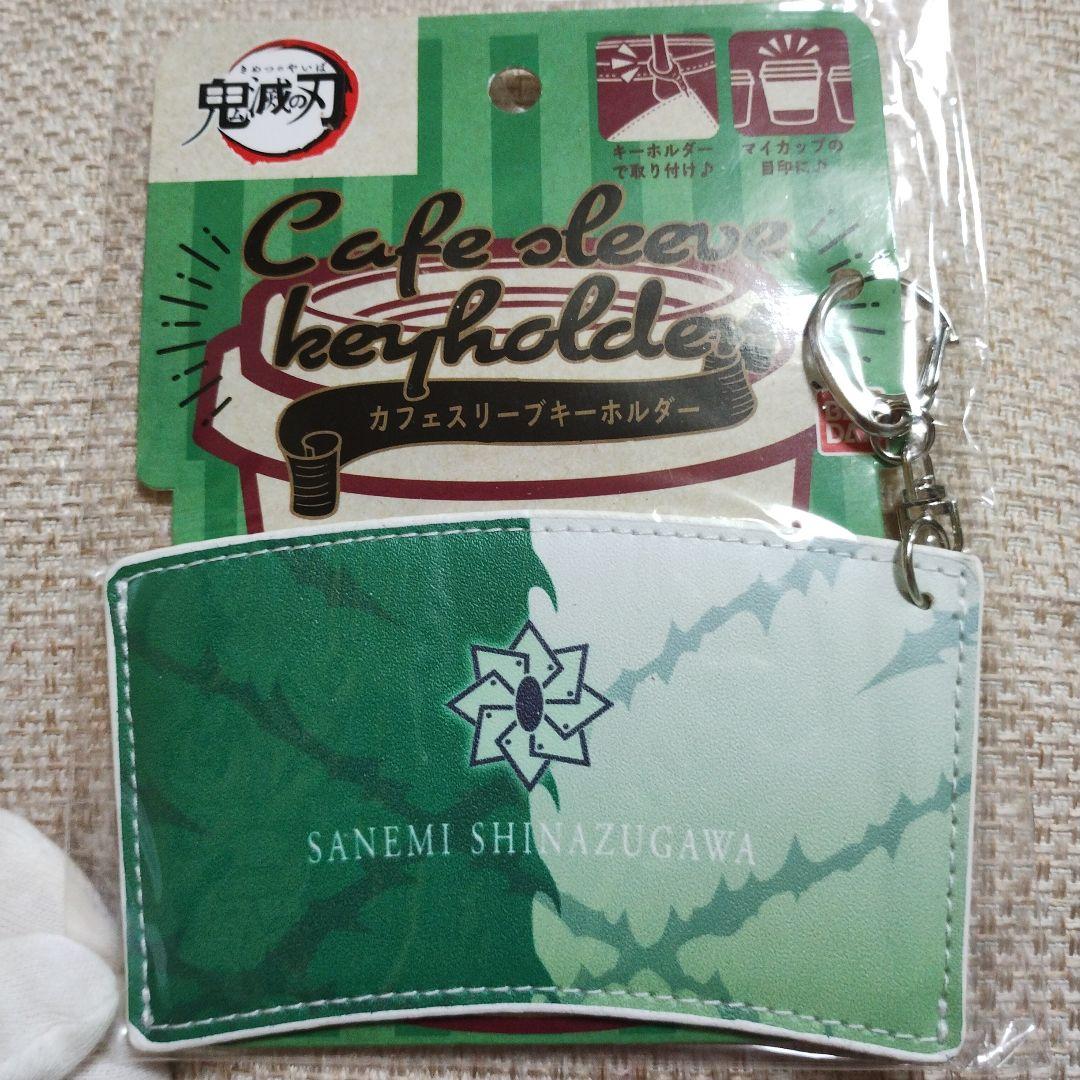 きめつのやいば
鬼滅の刃
キーホルダー
で取り付け♪
マイカップの
目印に♪
Cafe sleeve
keyholder
カフェスリーブキーホルダー
SANEMI SHINAZUGAWA